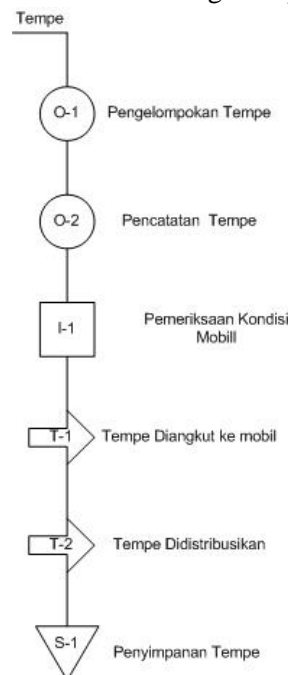 Tempe
O-1 Pengelompokan Tempe
O-2 Pencatatan Tempe
I-1 Pemeriksaan Kondisi
Mobill
T-1 Tempe Diangkut ke mobil
T-2 Tempe Didistribusikan
S-1 Penyimpanan Tempe